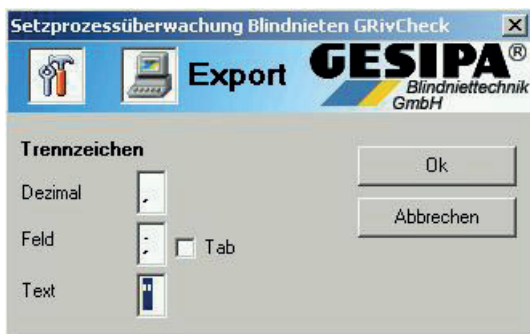 Setzprozessüberwachung Blindnieten GRivCheck
Export
GESIPA®
Blindniettechnik
GmbH
Trennzeichen
Dezimal ,
Feld ; Tab
Text "
Ok
Abbrechen